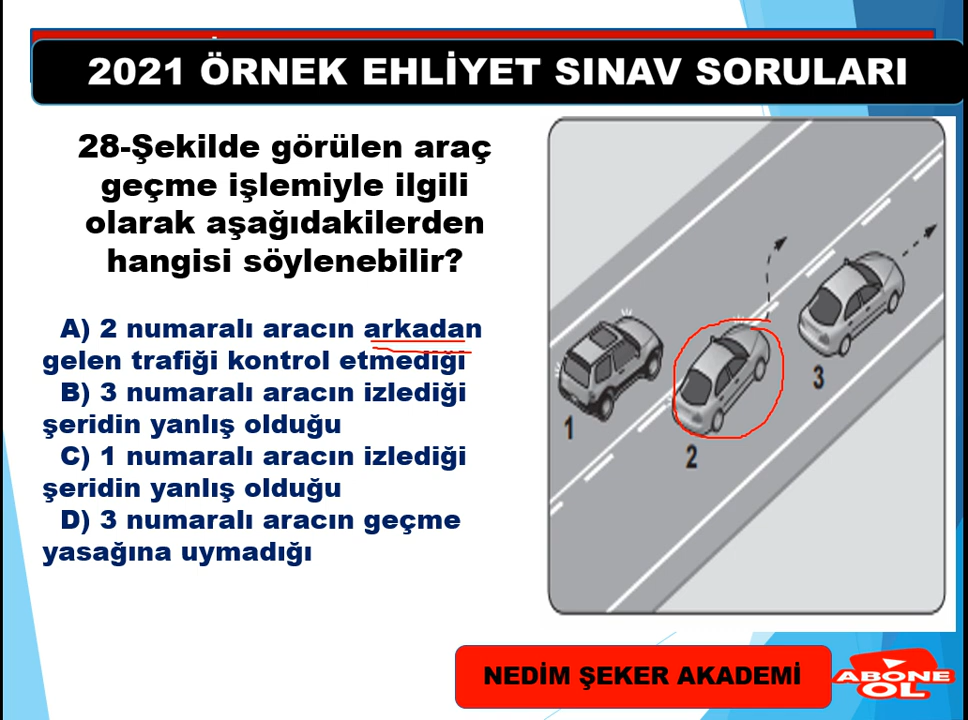 2021 ÖRNEK EHLİYET SINAV SORULARI
28-Şekilde görülen araç
geçme işlemiyle ilgili
olarak aşağıdakilerden
hangisi söylenebilir?
A) 2 numaralı aracın arkadan
gelen trafiği kontrol etmediği
B) 3 numaralı aracın izlediği
şeridin yanlış olduğu
C) 1 numaralı aracın izlediği
şeridin yanlış olduğu
D) 3 numaralı aracın geçme
yasağına uymadığı
1
2
3
NEDİM ŞEKER AKADEMİ
ABONE
OL